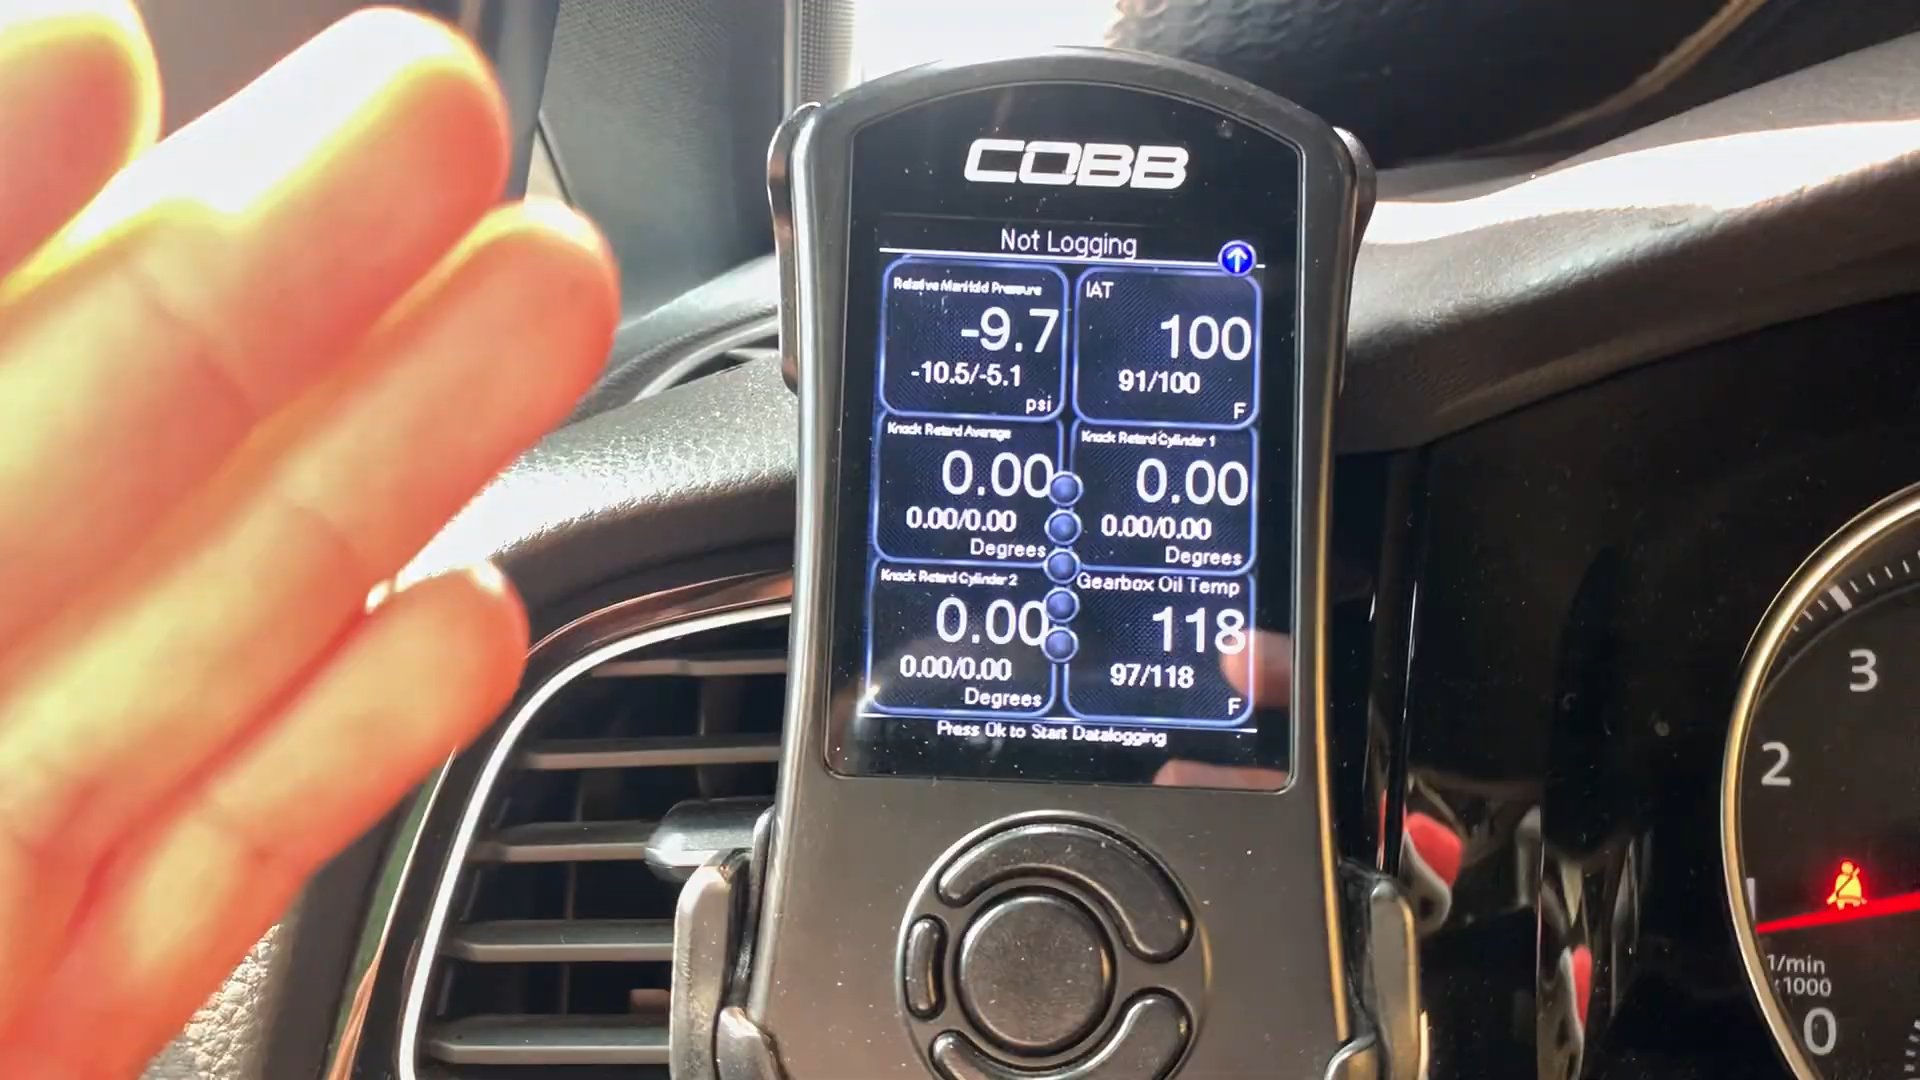 COBB
Not Logging
Relative Manifold Pressure
-9.7
-10.5/-5.1
psi
IAT
100
91/100
F
Knock Retard Average
0.00
0.00/0.00
Degrees
Knock Retard Cylinder 1
0.00
0.00/0.00
Degrees
Knock Retard Cylinder 2
0.00
0.00/0.00
Degrees
Gearbox Oil Temp
118
97/118
F
Press Ok to Start Datalogging
3
2
1/min
x1000
0